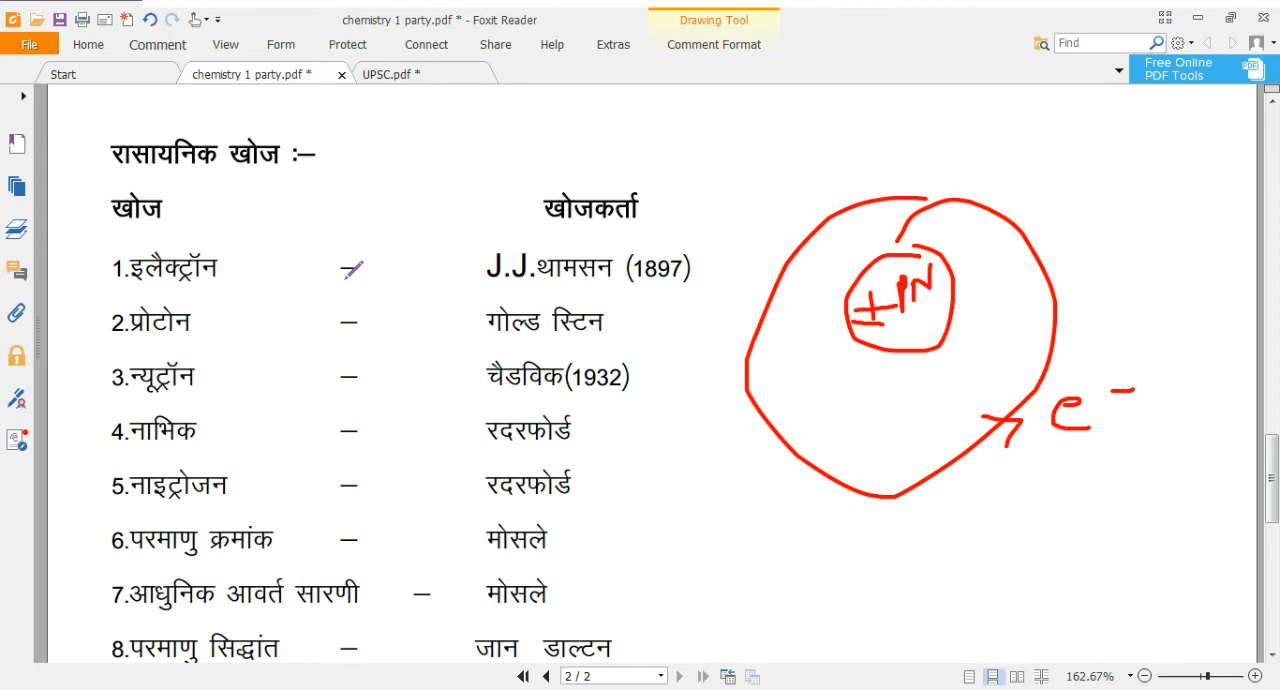 chemistry 1 party.pdf * - Foxit Reader
Drawing Tool
File Home Comment View Form Protect Connect Share Help Extras Comment Format
Find
Start
chemistry 1 party.pdf *
UPSC.pdf *
Free Online
PDF Tools
रासायनिक खोज :–
खोज खोजकर्ता
1.इलैक्ट्रॉन – J.J.थामसन (1897)
2.प्रोटोन – गोल्ड स्टिन
3.न्यूट्रॉन – चैडविक(1932)
4.नाभिक – रदरफोर्ड
5.नाइट्रोजन – रदरफोर्ड
6.परमाणु क्रमांक – मोसले
7.आधुनिक आवर्त सारणी – मोसले
8.परमाणु सिद्धांत – जान डाल्टन
+ PN
e –
2 / 2
162.67%